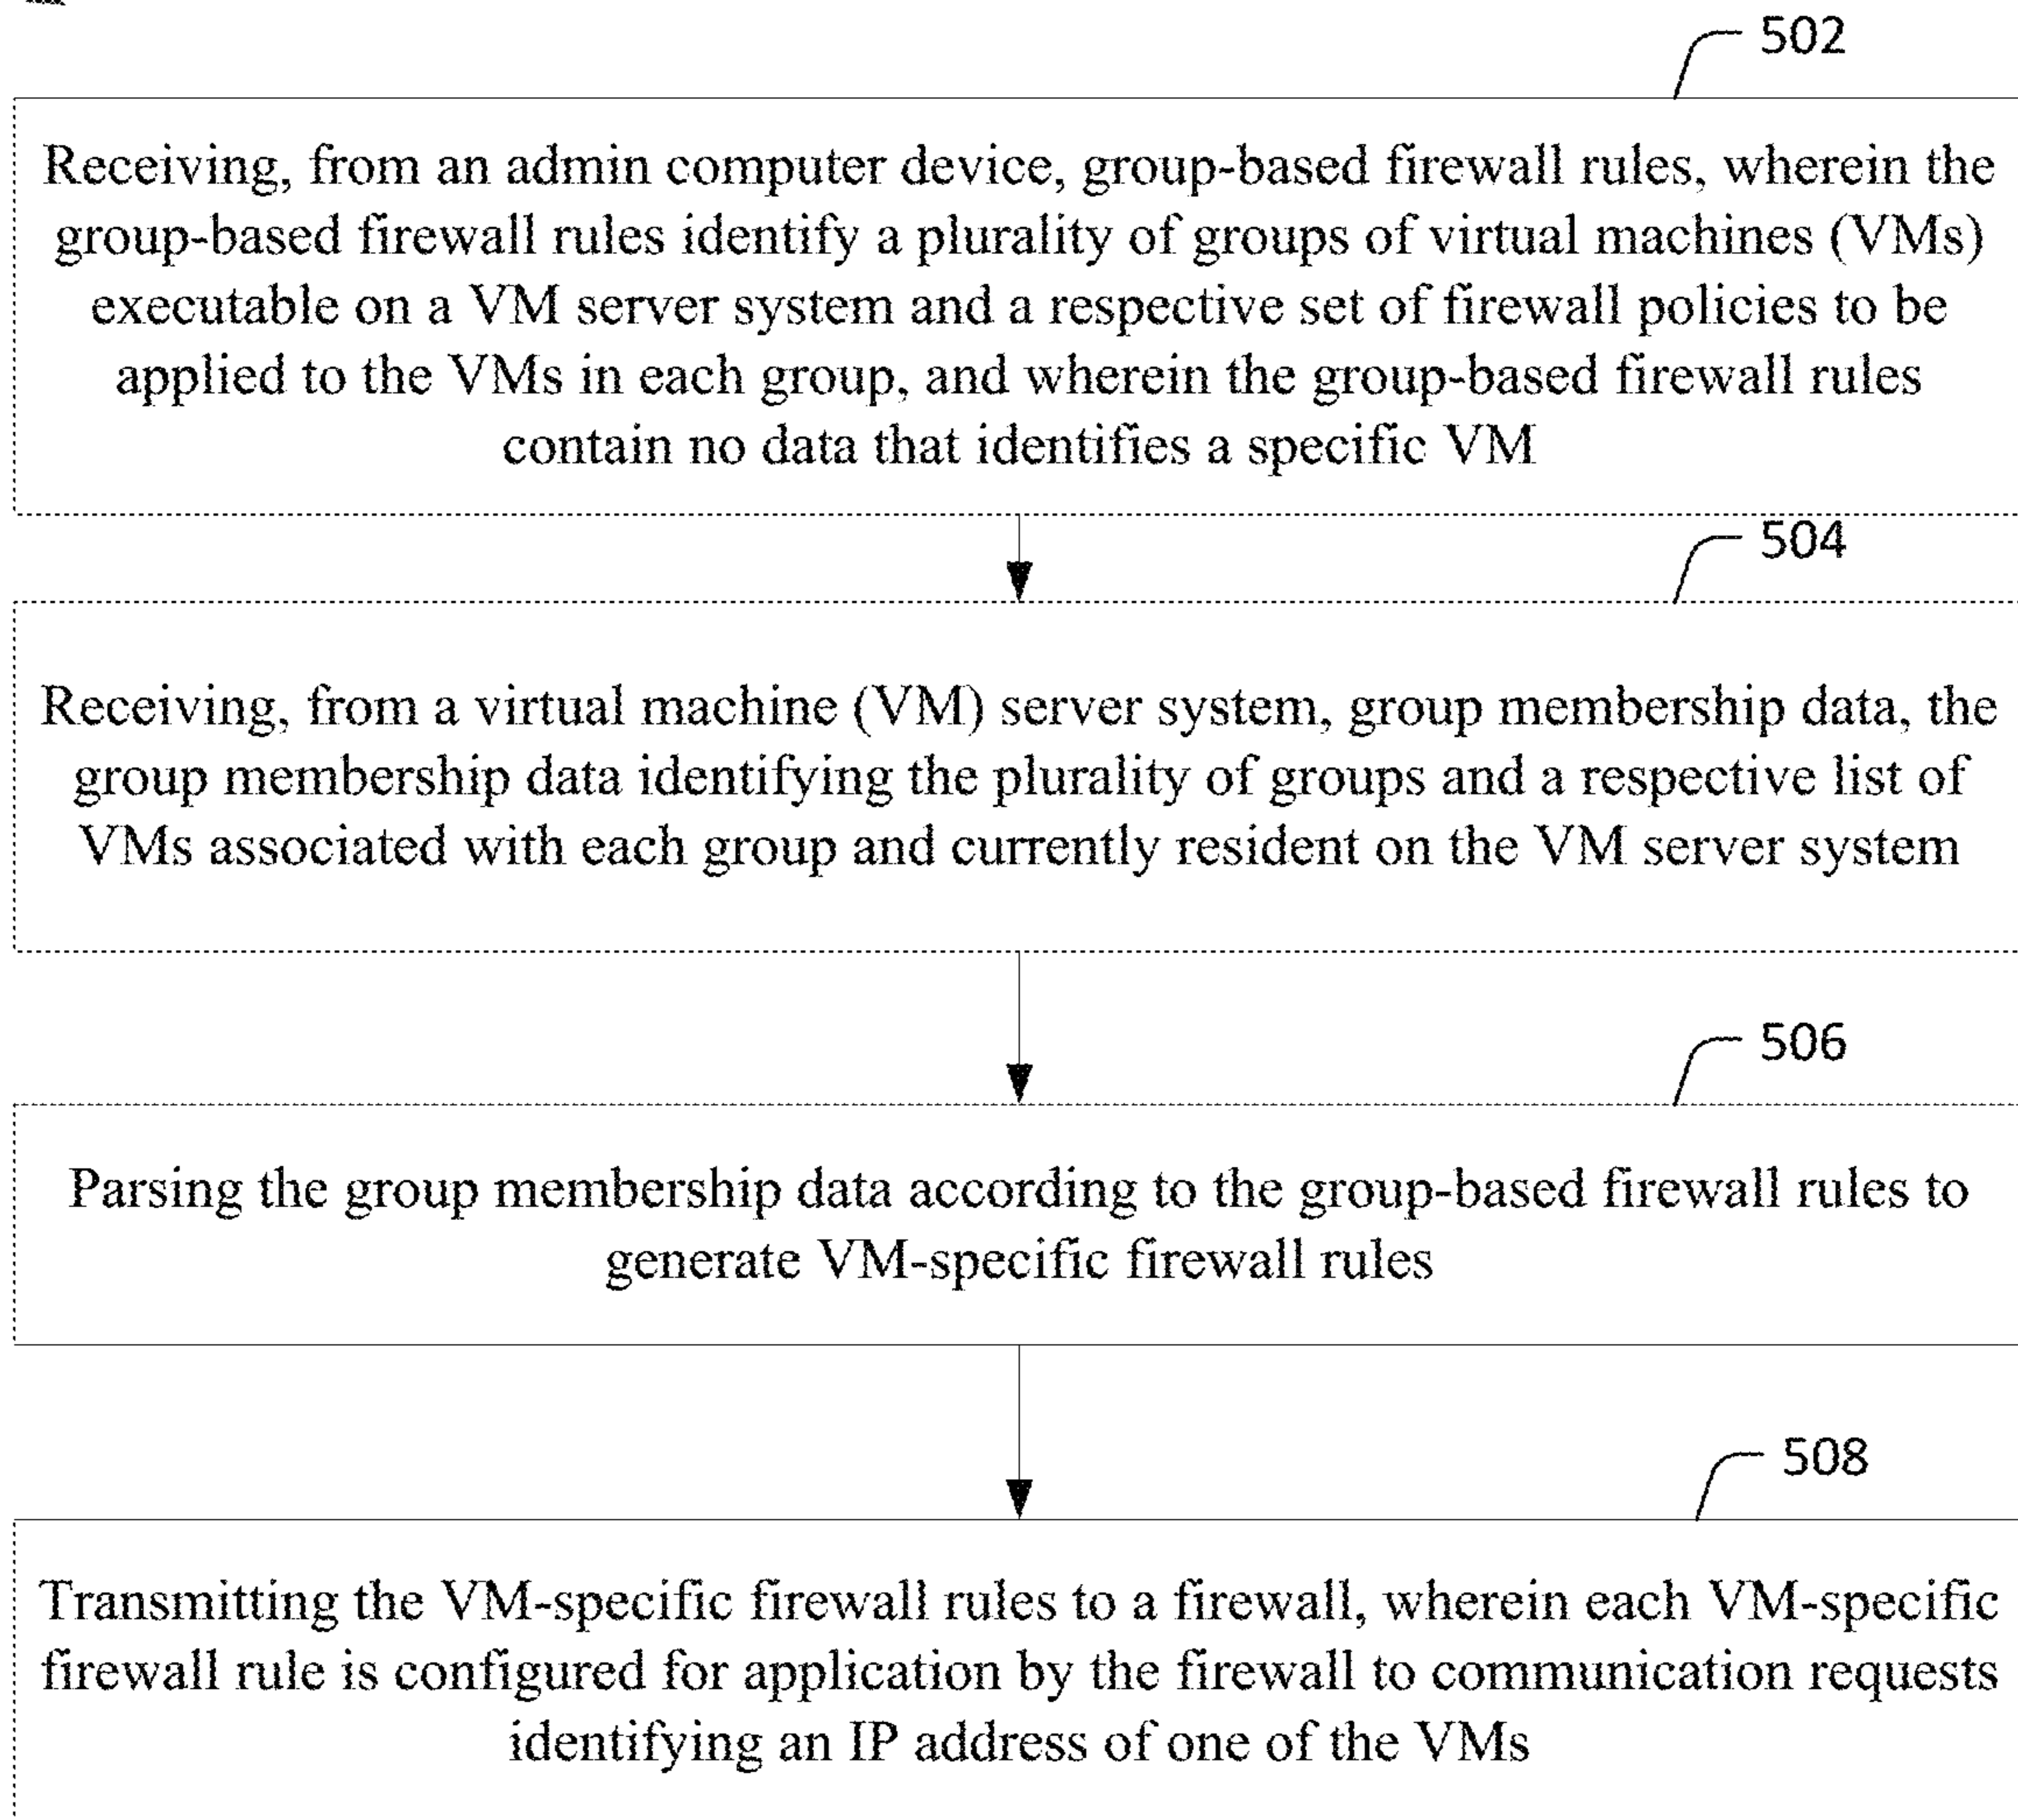 502
Receiving, from an admin computer device, group-based firewall rules, wherein the
group-based firewall rules identify a plurality of groups of virtual machines (VMs)
executable on a VM server system and a respective set of firewall policies to be
applied to the VMs in each group, and wherein the group-based firewall rules
contain no data that identifies a specific VM
504
Receiving, from a virtual machine (VM) server system, group membership data, the
group membership data identifying the plurality of groups and a respective list of
VMs associated with each group and currently resident on the VM server system
506
Parsing the group membership data according to the group-based firewall rules to
generate VM-specific firewall rules
508
Transmitting the VM-specific firewall rules to a firewall, wherein each VM-specific
firewall rule is configured for application by the firewall to communication requests
identifying an IP address of one of the VMs